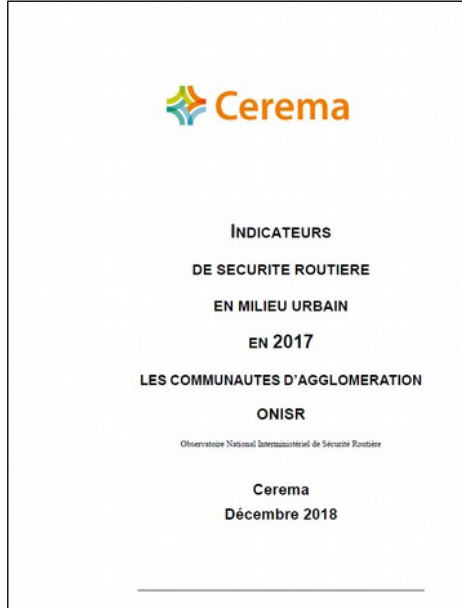 Cerema
INDICATEURS
DE SECURITE ROUTIERE
EN MILIEU URBAIN
EN 2017
LES COMMUNAUTES D'AGGLOMERATION
ONISR
Observatoire National Interministériel de Sécurité Routière
Cerema
Décembre 2018